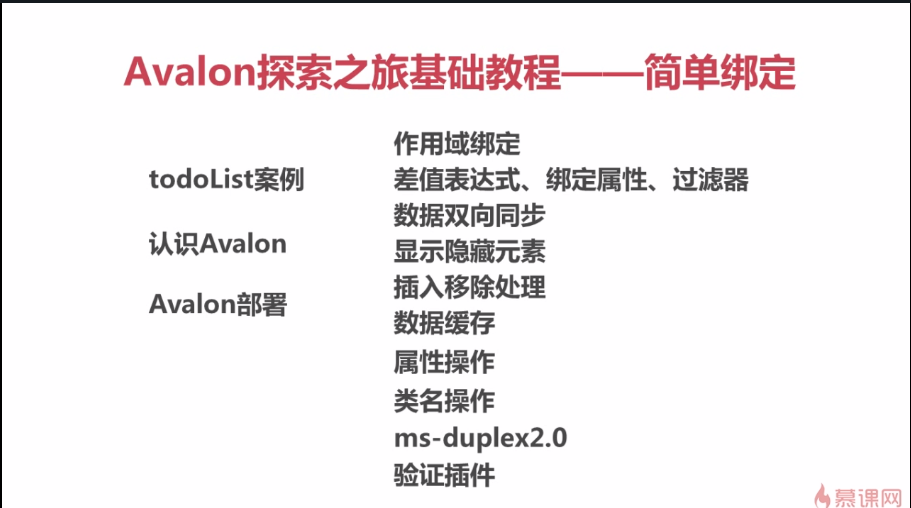 Avalon探索之旅基础教程——简单绑定
todoList案例
认识Avalon
Avalon部署
作用域绑定
差值表达式、绑定属性、过滤器
数据双向同步
显示隐藏元素
插入移除处理
数据缓存
属性操作
类名操作
ms-duplex2.0
验证插件
慕课网